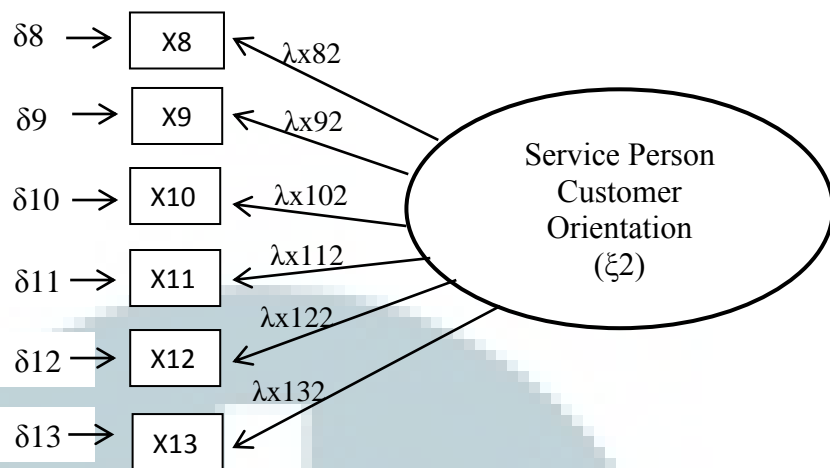 δ8
X8
λx82
δ9
X9
λx92
δ10
X10
λx102
δ11
X11
λx112
δ12
X12
λx122
δ13
X13
λx132
Service Person
Customer
Orientation
(ξ2)